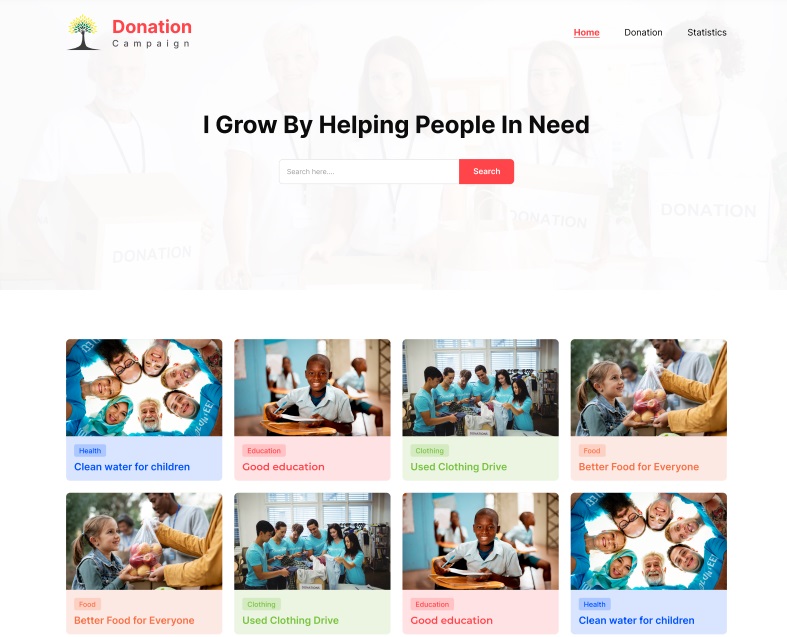 Donation
Campaign
Home
Donation
Statistics
I Grow By Helping People In Need
Search here....
Search
DONATION
DONATION
DONATION
Health
Clean water for children
Education
Good education
Clothing
Used Clothing Drive
Food
Better Food for Everyone
Food
Better Food for Everyone
Clothing
Used Clothing Drive
Education
Good education
Health
Clean water for children